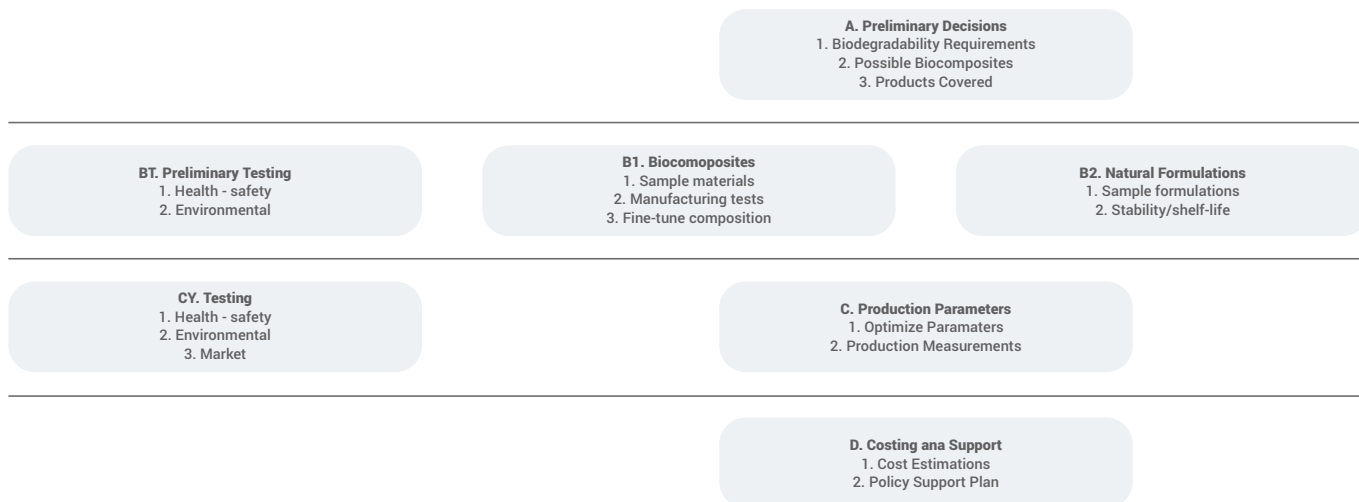 A. Preliminary Decisions
1. Biodegradability Requirements
2. Possible Biocomposites
3. Products Covered
BT. Preliminary Testing
1. Health - safety
2. Environmental
B1. Biocomoposites
1. Sample materials
2. Manufacturing tests
3. Fine-tune composition
B2. Natural Formulations
1. Sample formulations
2. Stability/shelf-life
CY. Testing
1. Health - safety
2. Environmental
3. Market
C. Production Parameters
1. Optimize Paramaters
2. Production Measurements
D. Costing ana Support
1. Cost Estimations
2. Policy Support Plan